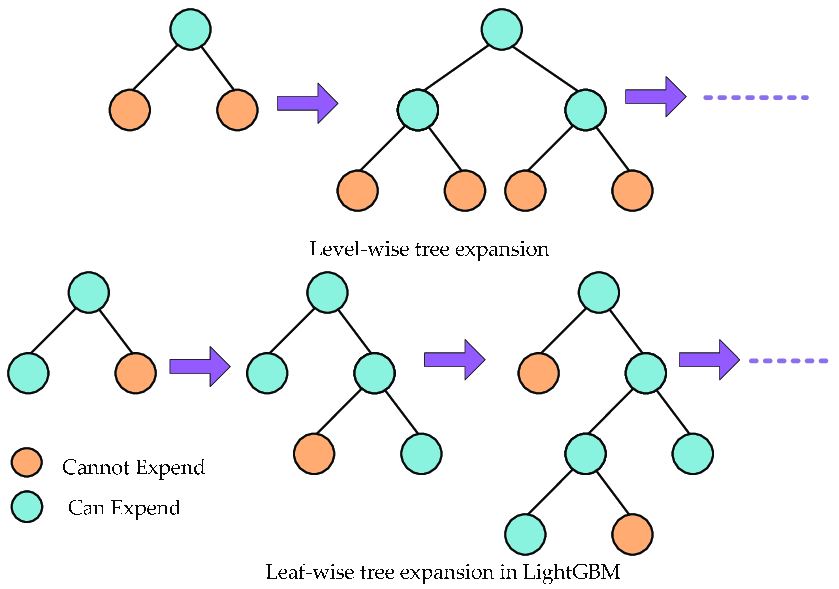 Level-wise tree expansion
Cannot Expend
Can Expend
Leaf-wise tree expansion in LightGBM